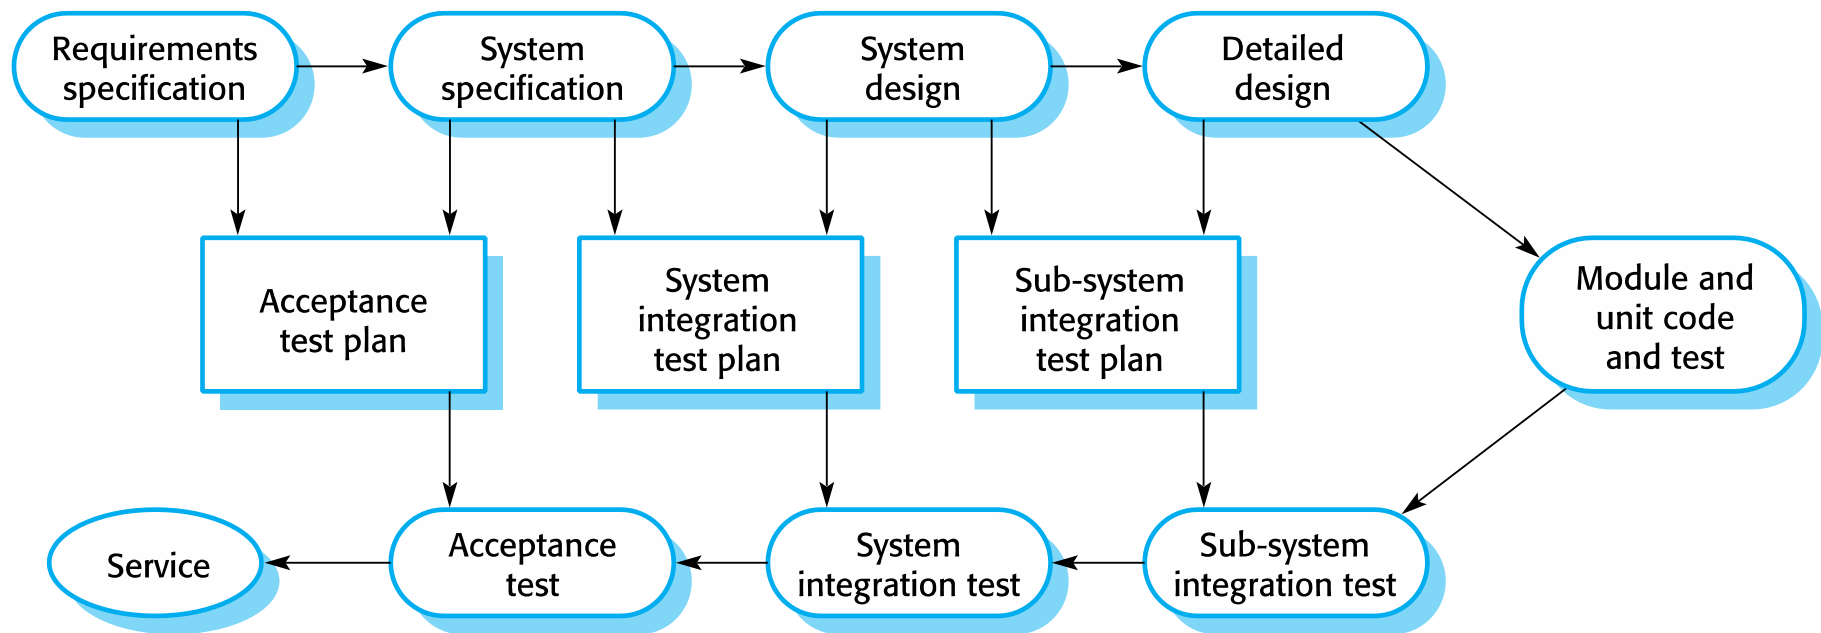 Requirements
specification
System
specification
System
design
Detailed
design
Acceptance
test plan
System
integration
test plan
Sub-system
integration
test plan
Module and
unit code
and test
Service
Acceptance
test
System
integration test
Sub-system
integration test